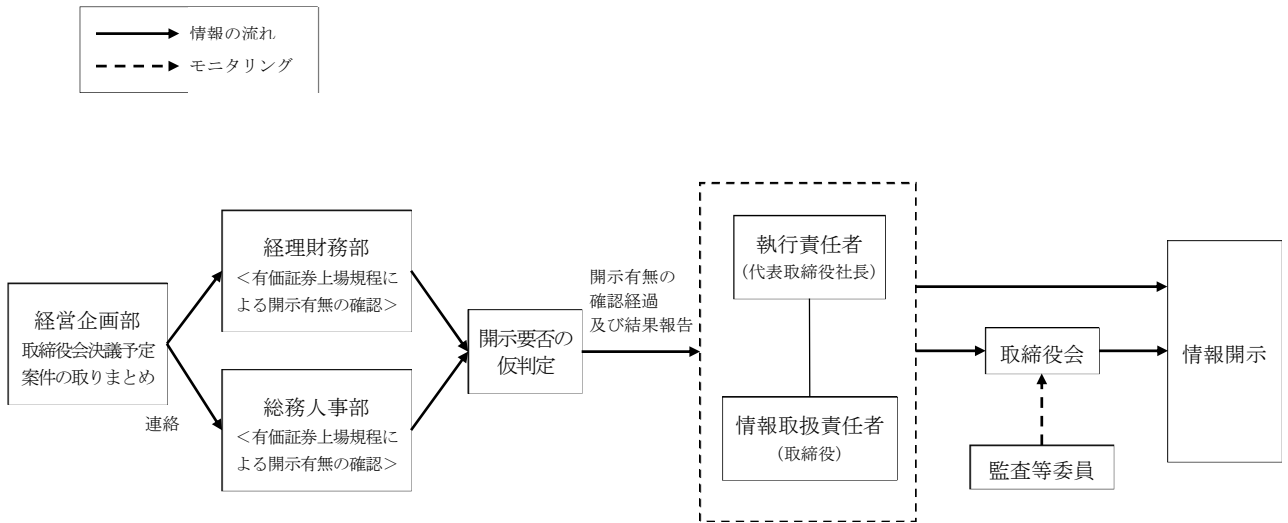 情報の流れ
モニタリング
経営企画部
取締役会決議予定
案件の取りまとめ
連絡
経理財務部
＜有価証券上場規程に
よる開示有無の確認＞
総務人事部
＜有価証券上場規程に
よる開示有無の確認＞
開示要否の
仮判定
開示有無の
確認経過
及び結果報告
執行責任者
（代表取締役社長）
情報取扱責任者
（取締役）
取締役会
監査等委員
情報開示